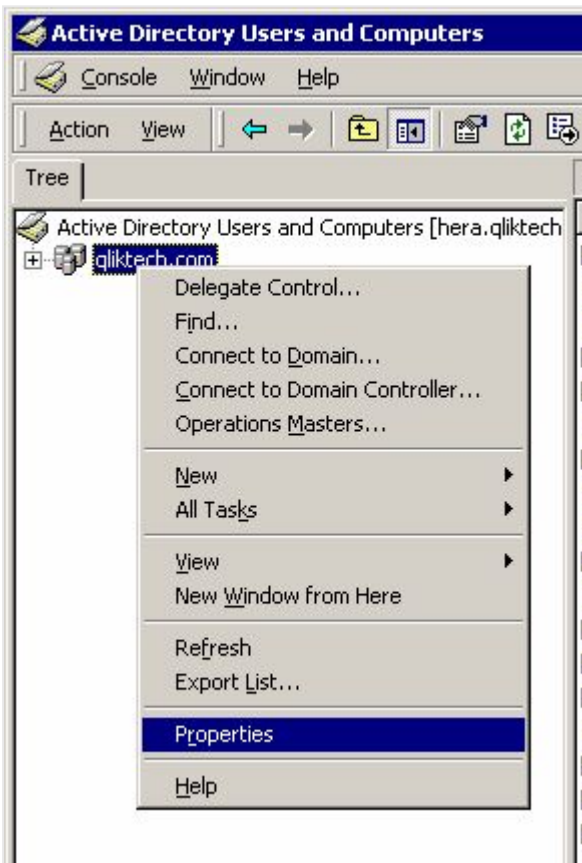 Active Directory Users and Computers
Console Window Help
Action View
Tree
Active Directory Users and Computers [hera.qliktech
qliktech.com
Delegate Control...
Find...
Connect to Domain...
Connect to Domain Controller...
Operations Masters...
New
All Tasks
View
New Window from Here
Refresh
Export List...
Properties
Help